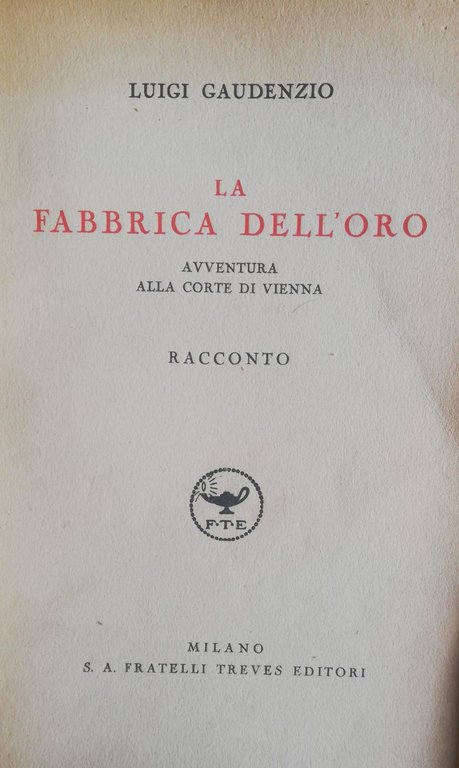 LUIGI GAUDENZIO
LA
FABBRICA DELL'ORO
AVVENTURA
ALLA CORTE DI VIENNA
RACCONTO
F·T·E
MILANO
S. A. FRATELLI TREVES EDITORI